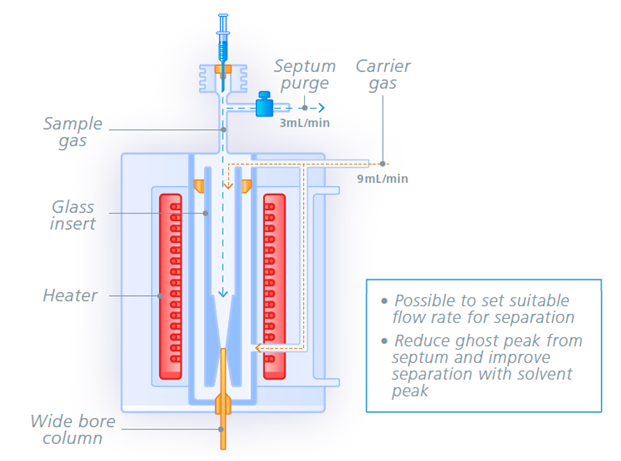 Septum
purge
Carrier
gas
3mL/min
Sample
gas
9mL/min
Glass
insert
Heater
• Possible to set suitable
flow rate for separation
• Reduce ghost peak from
septum and improve
separation with solvent
peak
Wide bore
column